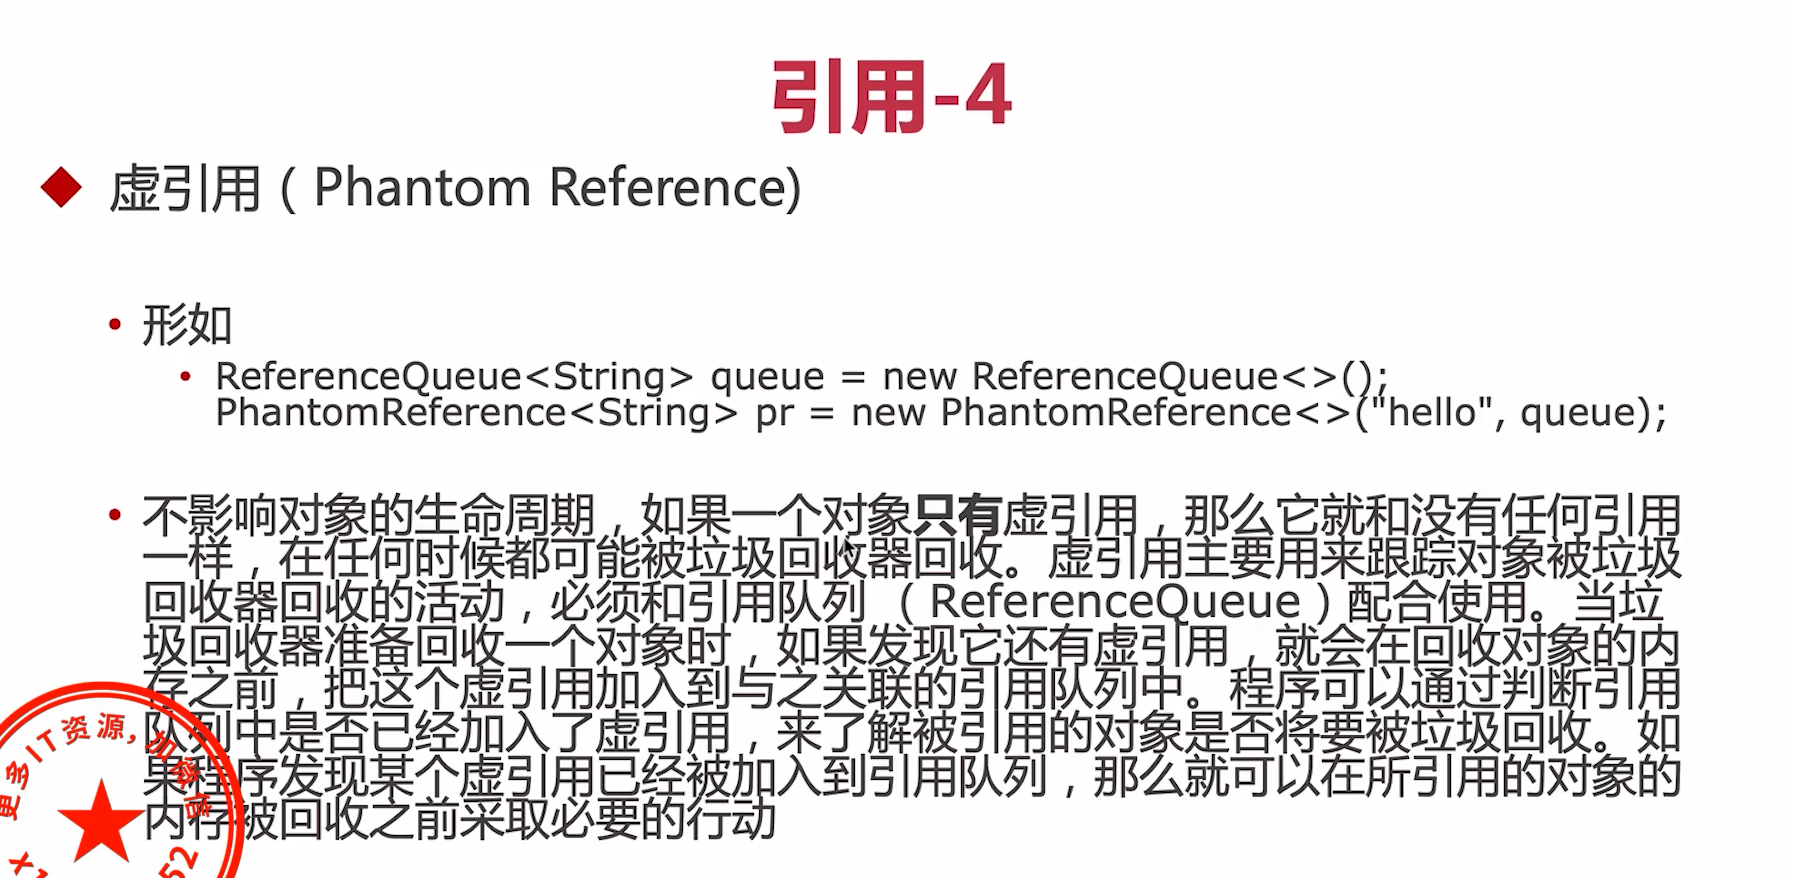 引用-4
虚引用 ( Phantom Reference)
形如
ReferenceQueue<String> queue = new ReferenceQueue<>();
PhantomReference<String> pr = new PhantomReference<>("hello", queue);
不影响对象的生命周期，如果一个对象只有虚引用，那么它就和没有任何引用
一样，在任何时候都可能被垃圾回收器回收。虚引用主要用来跟踪对象被垃圾
回收器回收的活动，必须和引用队列 （ReferenceQueue）配合使用。当垃
圾回收器准备回收一个对象时，如果发现它还有虚引用，就会在回收对象的内
存之前，把这个虚引用加入到与之关联的引用队列中。程序可以通过判断引用
队列中是否已经加入了虚引用，来了解被引用的对象是否将要被垃圾回收。如
果程序发现某个虚引用已经被加入到引用队列，那么就可以在所引用的对象的
内存被回收之前采取必要的行动
更多IT资源,加微信
52